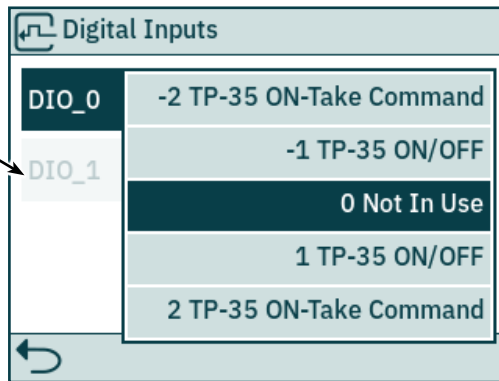 Digital Inputs
DIO_0
-2 TP-35 ON-Take Command
-1 TP-35 ON/OFF
DIO_1
0 Not In Use
1 TP-35 ON/OFF
2 TP-35 ON-Take Command